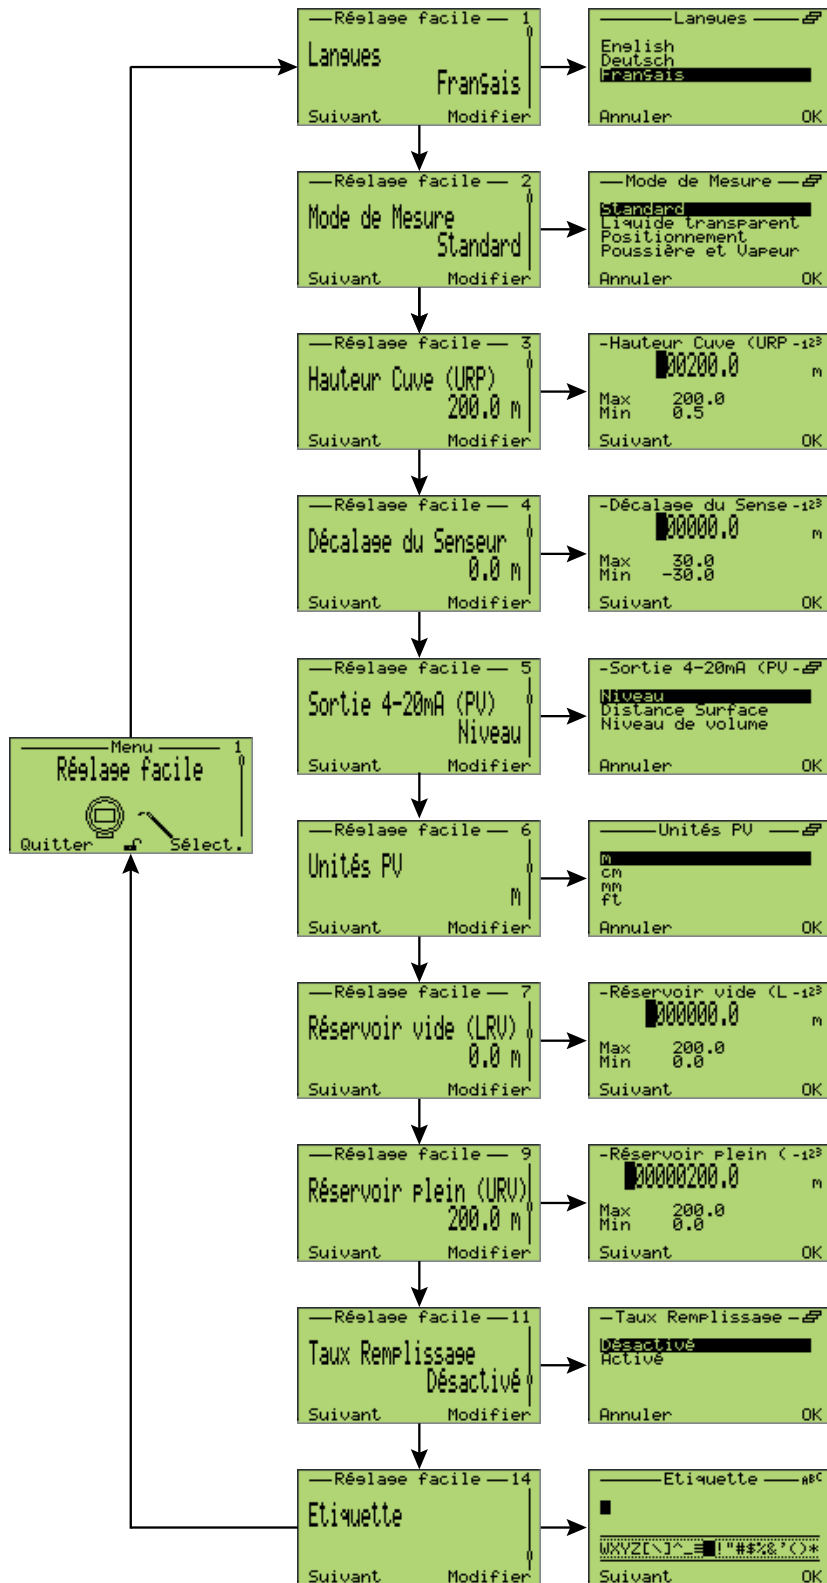 Réglage facile 1
Langues
Français
Suivant Modifier
Langues
English
Deutsch
Français
Annuler OK
Réglage facile 2
Mode de Mesure
Standard
Suivant Modifier
Mode de Mesure
Standard
Liquide transparent
Positionnement
Poussière et Vapeur
Annuler OK
Réglage facile 3
Hauteur Cuve (URP)
200.0 m
Suivant Modifier
-Hauteur Cuve (URP -123
00200.0 m
Max 200.0
Min 0.5
Suivant OK
Réglage facile 4
Décalage du Senseur
0.0 m
Suivant Modifier
-Décalage du Sense -123
00000.0 m
Max 30.0
Min -30.0
Suivant OK
Réglage facile 5
Sortie 4-20mA (PV)
Niveau
Suivant Modifier
-Sortie 4-20mA (PV -
Niveau
Distance Surface
Niveau de volume
Annuler OK
Menu 1
Réglage facile
Quitter Sélect.
Réglage facile 6
Unités PV
m
Suivant Modifier
Unités PV
m
cm
mm
ft
Annuler OK
Réglage facile 7
Réservoir vide (LRV)
0.0 m
Suivant Modifier
-Réservoir vide (L -123
000000.0 m
Max 200.0
Min 0.0
Suivant OK
Réglage facile 9
Réservoir plein (URV)
200.0 m
Suivant Modifier
-Réservoir plein ( -123
00000200.0 m
Max 200.0
Min 0.0
Suivant OK
Réglage facile 11
Taux Remplissage
Désactivé
Suivant Modifier
Taux Remplissage
Désactivé
Activé
Annuler OK
Réglage facile 14
Etiquette
Suivant Modifier
Etiquette ABC
WXYZ[\]^_≡ !"#$%&'()*
Suivant OK